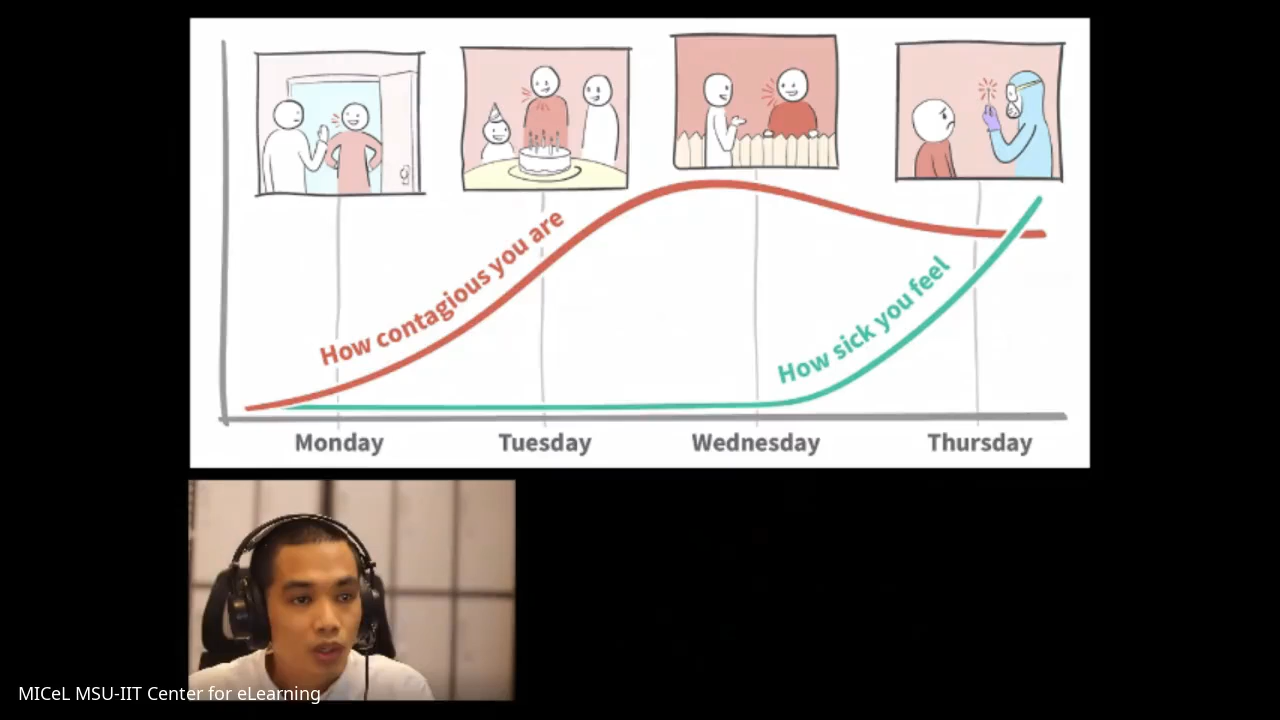 How contagious you are
How sick you feel
Monday Tuesday Wednesday Thursday
MICeL MSU-IIT Center for eLearning